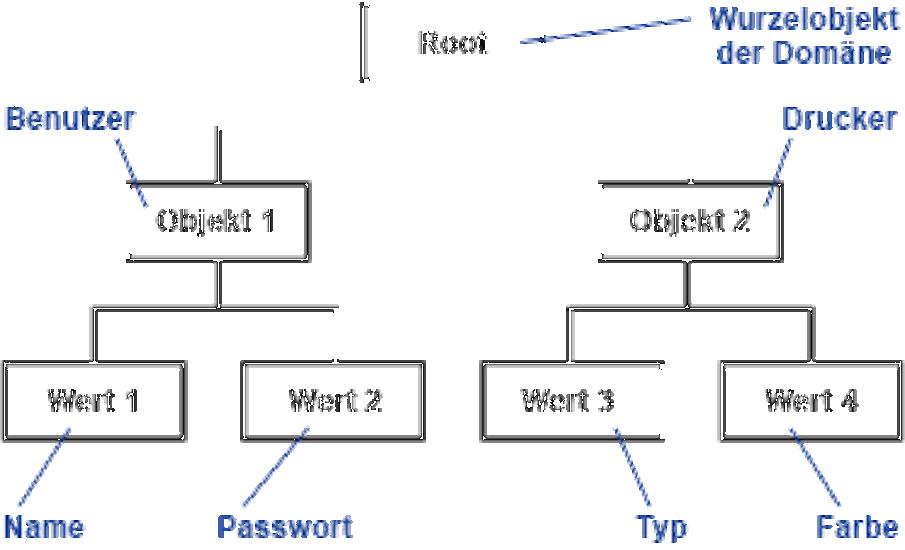 Root
Wurzelobjekt
der Domäne
Benutzer
Drucker
Objekt 1
Objekt 2
Wert 1
Wert 2
Wert 3
Wert 4
Name
Passwort
Typ
Farbe